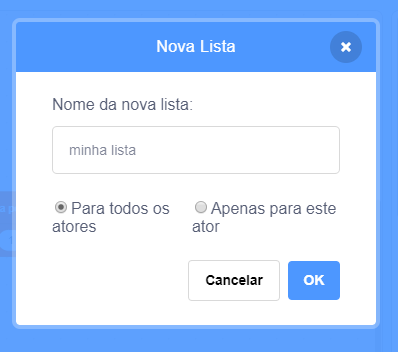 Nova Lista
Nome da nova lista:
minha lista
Para todos os
atores
Apenas para este
ator
Cancelar
OK